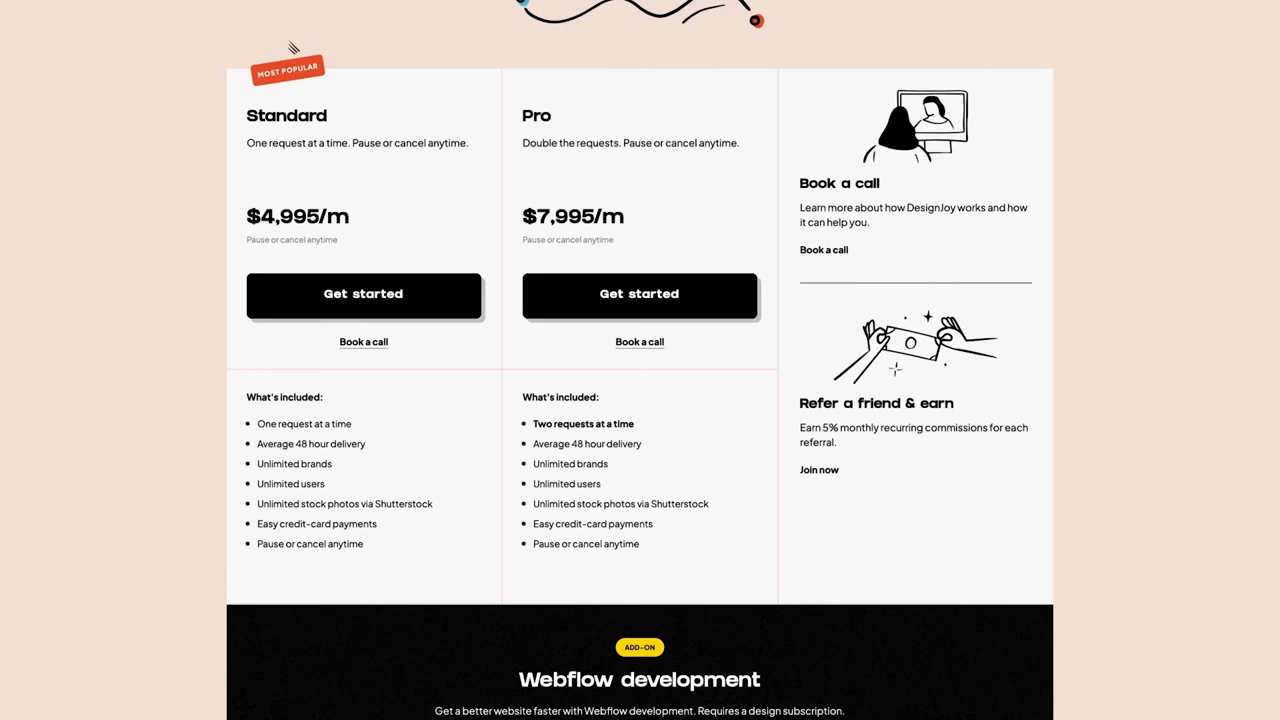 MOST POPULAR
Standard
One request at a time. Pause or cancel anytime.
$4,995/m
Pause or cancel anytime
Get started
Book a call
What's included:
One request at a time
Average 48 hour delivery
Unlimited brands
Unlimited users
Unlimited stock photos via Shutterstock
Easy credit-card payments
Pause or cancel anytime
Pro
Double the requests. Pause or cancel anytime.
$7,995/m
Pause or cancel anytime
Get started
Book a call
What's included:
Two requests at a time
Average 48 hour delivery
Unlimited brands
Unlimited users
Unlimited stock photos via Shutterstock
Easy credit-card payments
Pause or cancel anytime
Book a call
Learn more about how DesignJoy works and how
it can help you.
Book a call
Refer a friend & earn
Earn 5% monthly recurring commissions for each
referral.
Join now
ADD-ON
Webflow development
Get a better website faster with Webflow development. Requires a design subscription.